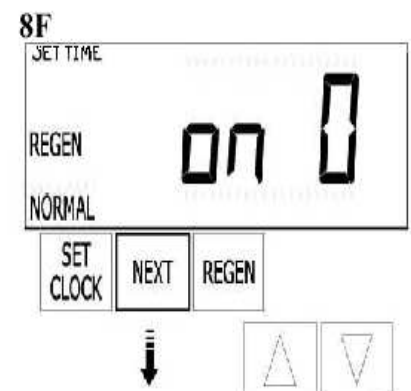 8F
SET TIME
on 0
REGEN
NORMAL
SET
CLOCK
NEXT
REGEN